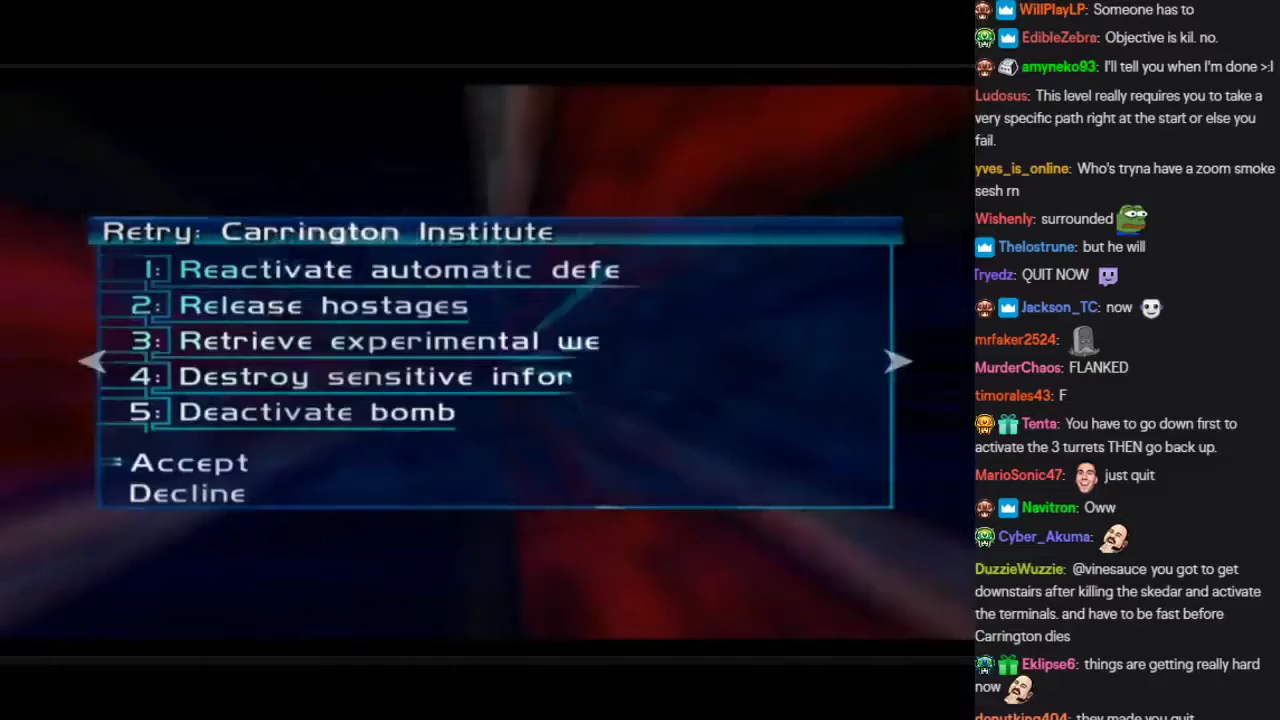 Retry: Carrington Institute
1: Reactivate automatic defe
2: Release hostages
3: Retrieve experimental we
4: Destroy sensitive infor
5: Deactivate bomb
Accept
Decline
WillPlayLP: Someone has to
EdibleZebra: Objective is kil. no.
amyneko93: I'll tell you when I'm done >:I
Ludosus: This level really requires you to take a
very specific path right at the start or else you
fail.
yves_is_online: Who's tryna have a zoom smoke
sesh rn
Wishenly: surrounded
Thelostrune: but he will
Tryedz: QUIT NOW
Jackson_TC: now
mrfaker2524:
MurderChaos: FLANKED
timorales43: F
Tenta: You have to go down first to
activate the 3 turrets THEN go back up.
MarioSonic47: just quit
Navitron: Oww
Cyber_Akuma:
DuzzieWuzzie: @vinesauce you got to get
downstairs after killing the skedar and activate
the terminals. and have to be fast before
Carrington dies
Eklipse6: things are getting really hard
now
donutking404: they made you quit